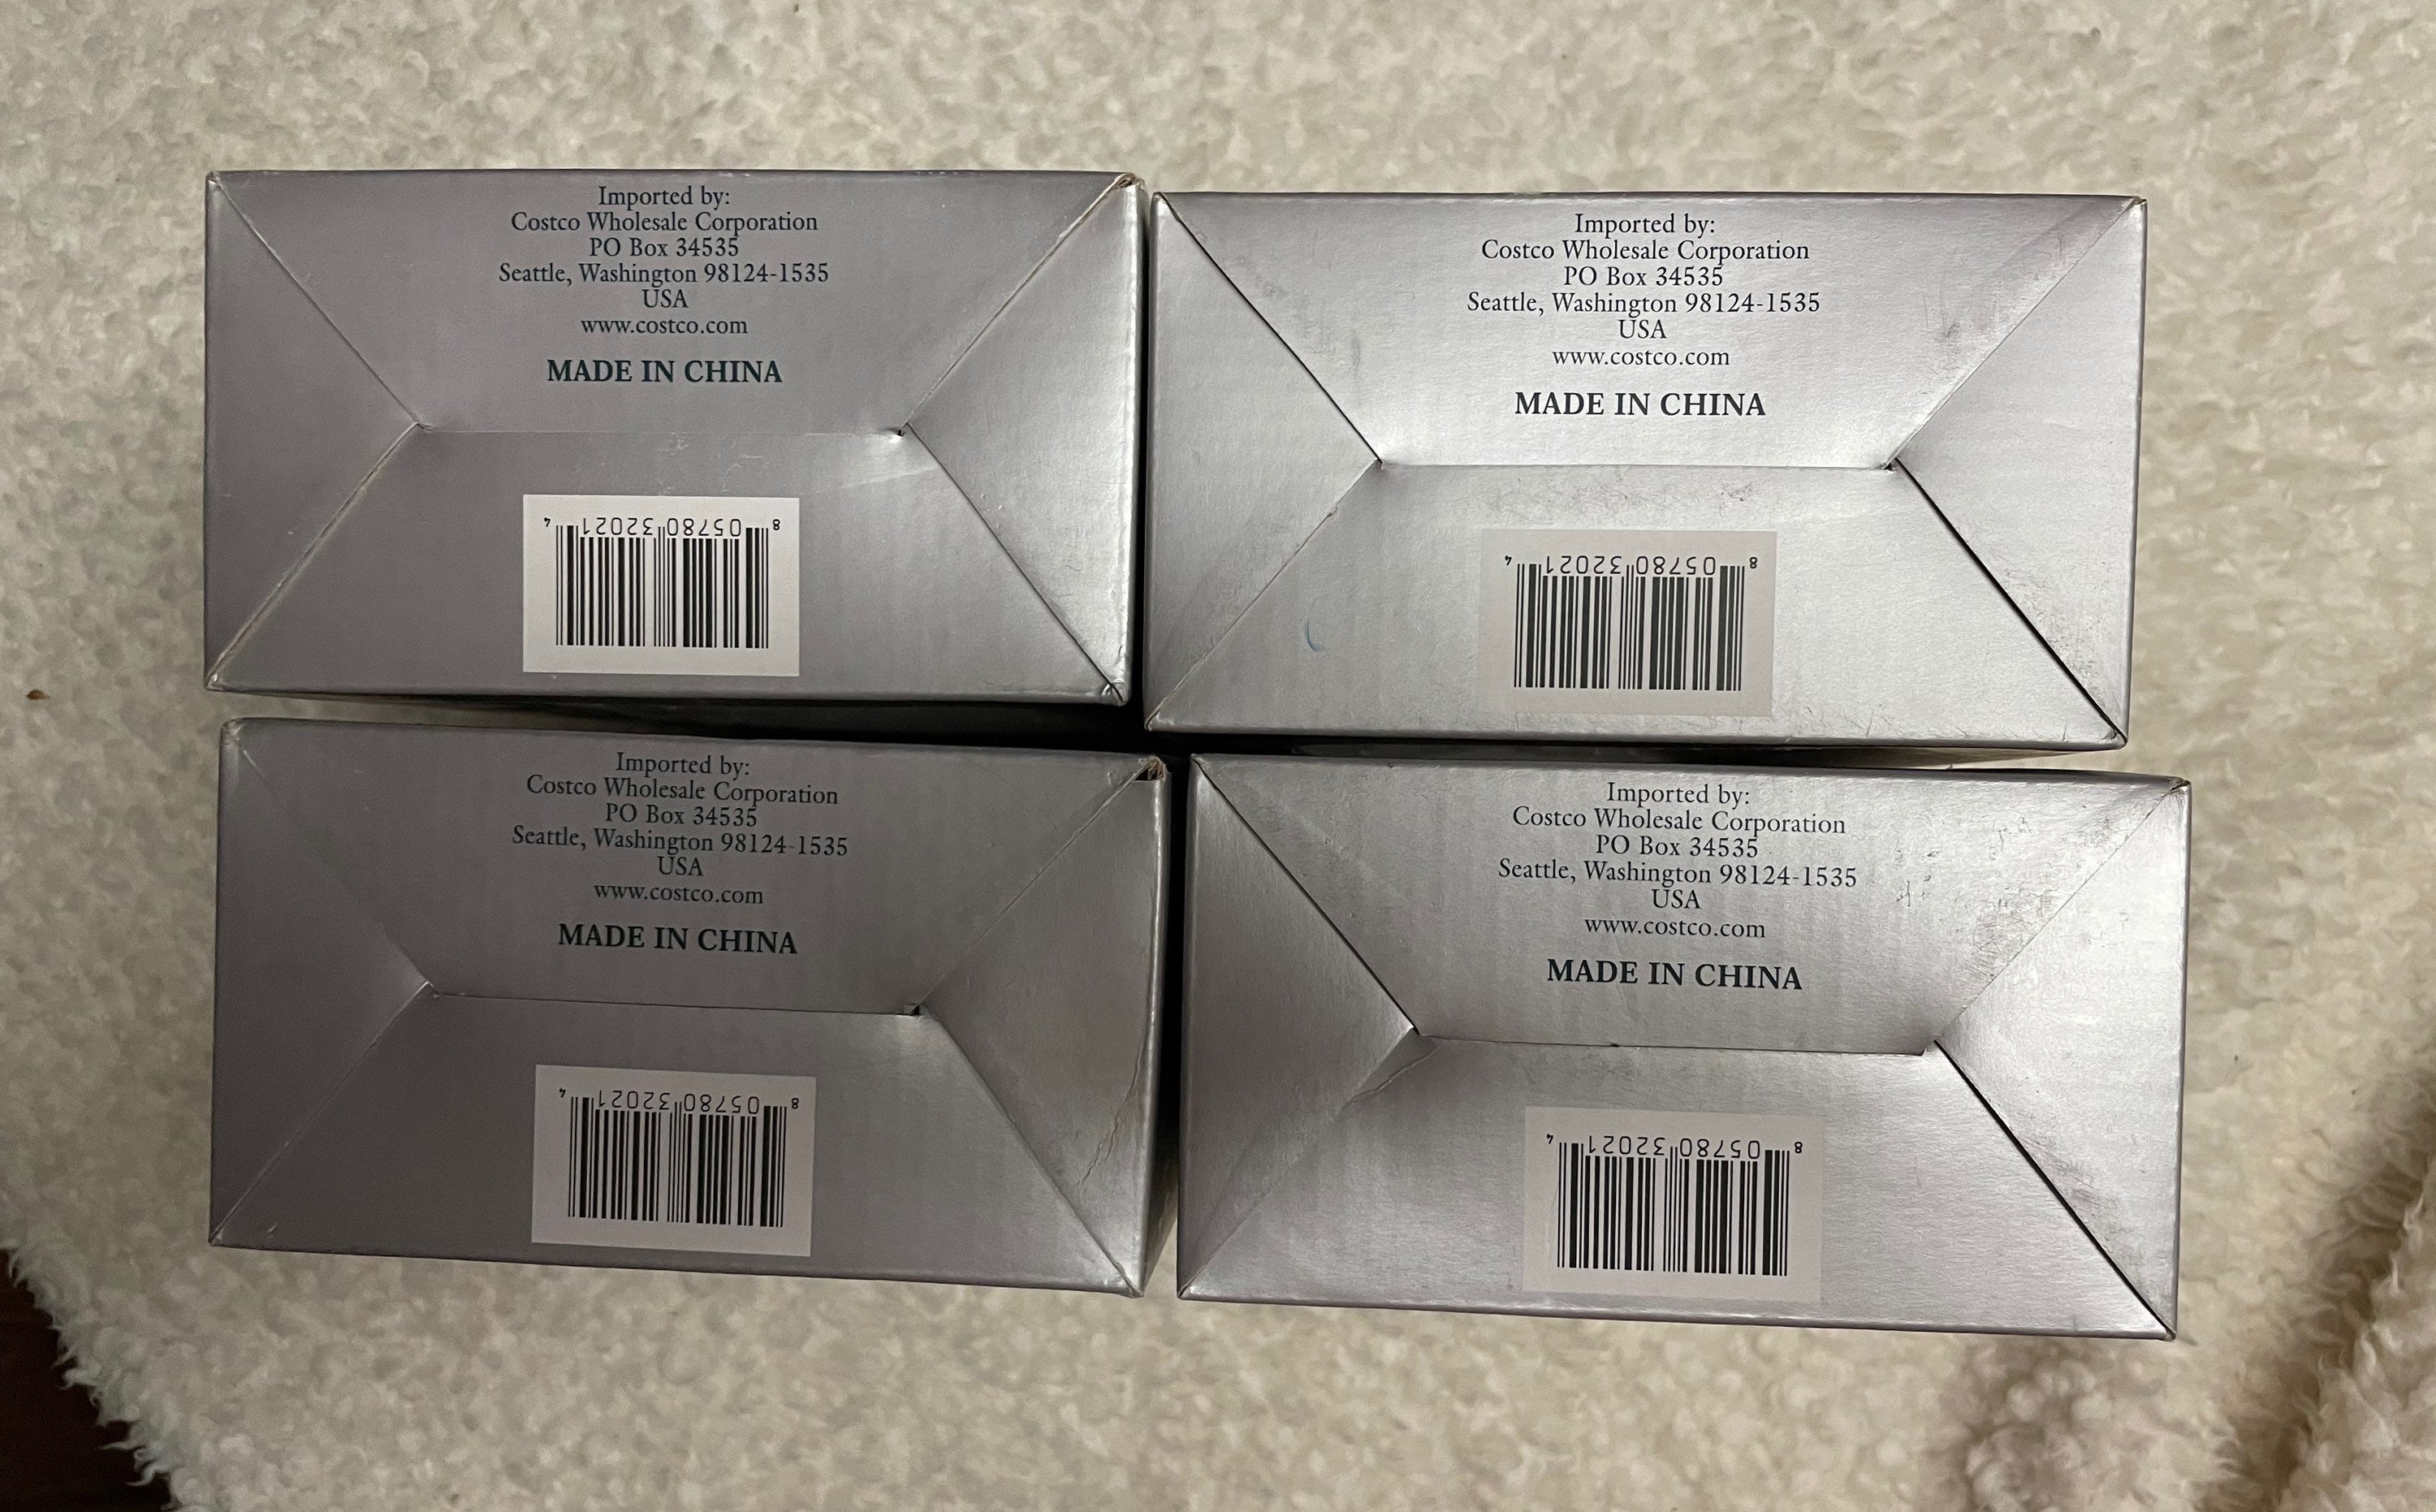 Imported by:
Costco Wholesale Corporation
PO Box 34535
Seattle, Washington 98124-1535
USA
www.costco.com
MADE IN CHINA
8 05780 32021 4
Imported by:
Costco Wholesale Corporation
PO Box 34535
Seattle, Washington 98124-1535
USA
www.costco.com
MADE IN CHINA
8 05780 32021 4
Imported by:
Costco Wholesale Corporation
PO Box 34535
Seattle, Washington 98124-1535
USA
www.costco.com
MADE IN CHINA
8 05780 32021 4
Imported by:
Costco Wholesale Corporation
PO Box 34535
Seattle, Washington 98124-1535
USA
www.costco.com
MADE IN CHINA
8 05780 32021 4